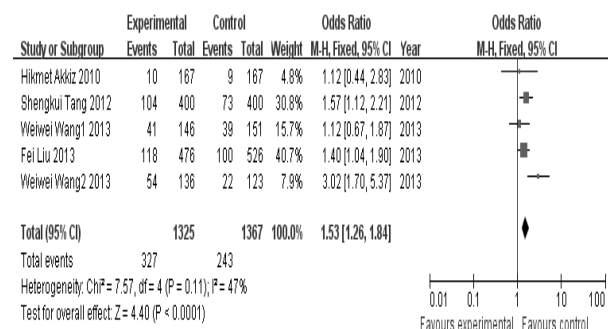 Experimental Control Odds Ratio Odds Ratio
Study or Subgroup Events Total Events Total Weight M-H, Fixed, 95% CI Year M-H, Fixed, 95% CI
Hikmet Akkiz 2010 10 167 9 167 4.8% 1.12 [0.44, 2.83] 2010
Shengkui Tang 2012 104 400 73 400 30.8% 1.57 [1.12, 2.21] 2012
Weiwei Wang1 2013 41 146 39 151 15.7% 1.12 [0.67, 1.87] 2013
Fei Liu 2013 118 476 100 526 40.7% 1.40 [1.04, 1.90] 2013
Weiwei Wang2 2013 54 136 22 123 7.9% 3.02 [1.70, 5.37] 2013
Total (95% CI) 1325 1367 100.0% 1.53 [1.26, 1.84]
Total events 327 243
Heterogeneity: Chi² = 7.57, df = 4 (P = 0.11); I² = 47%
Test for overall effect: Z = 4.40 (P < 0.0001)
0.01 0.1 1 10 100
Favours experimental Favours control